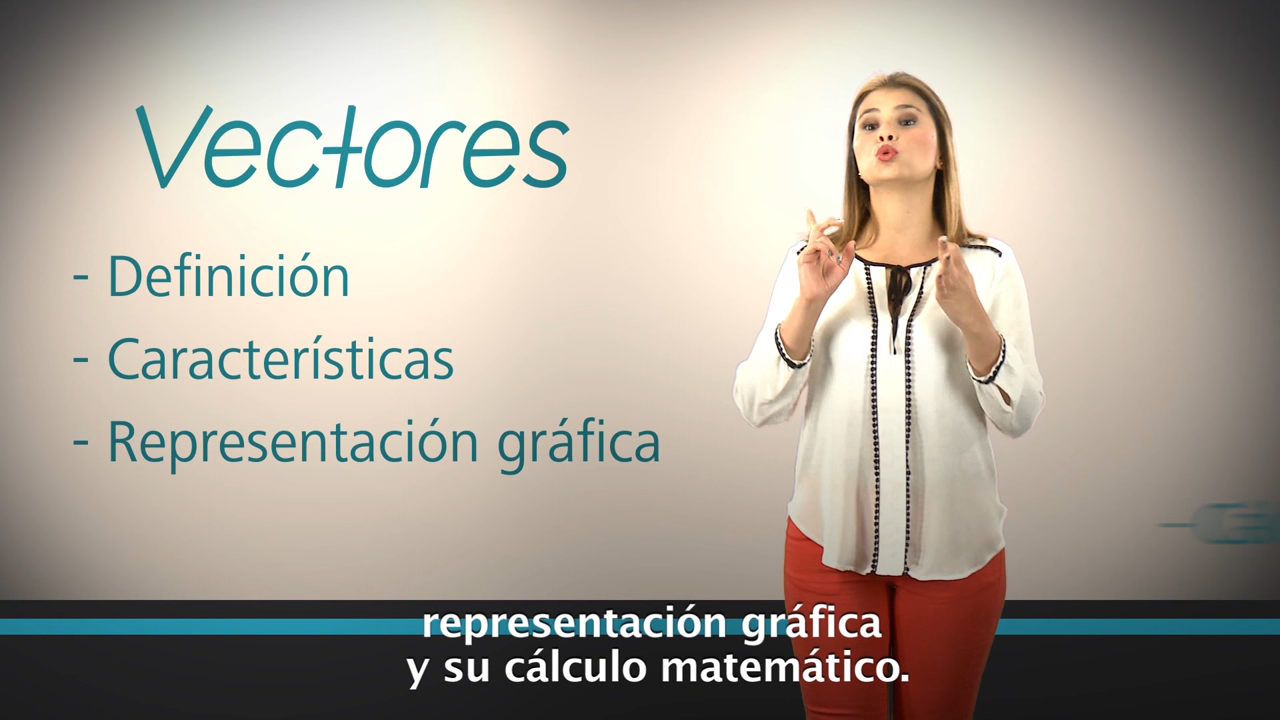 Vectores
- Definición
- Características
- Representación gráfica
representación gráfica
y su cálculo matemático.